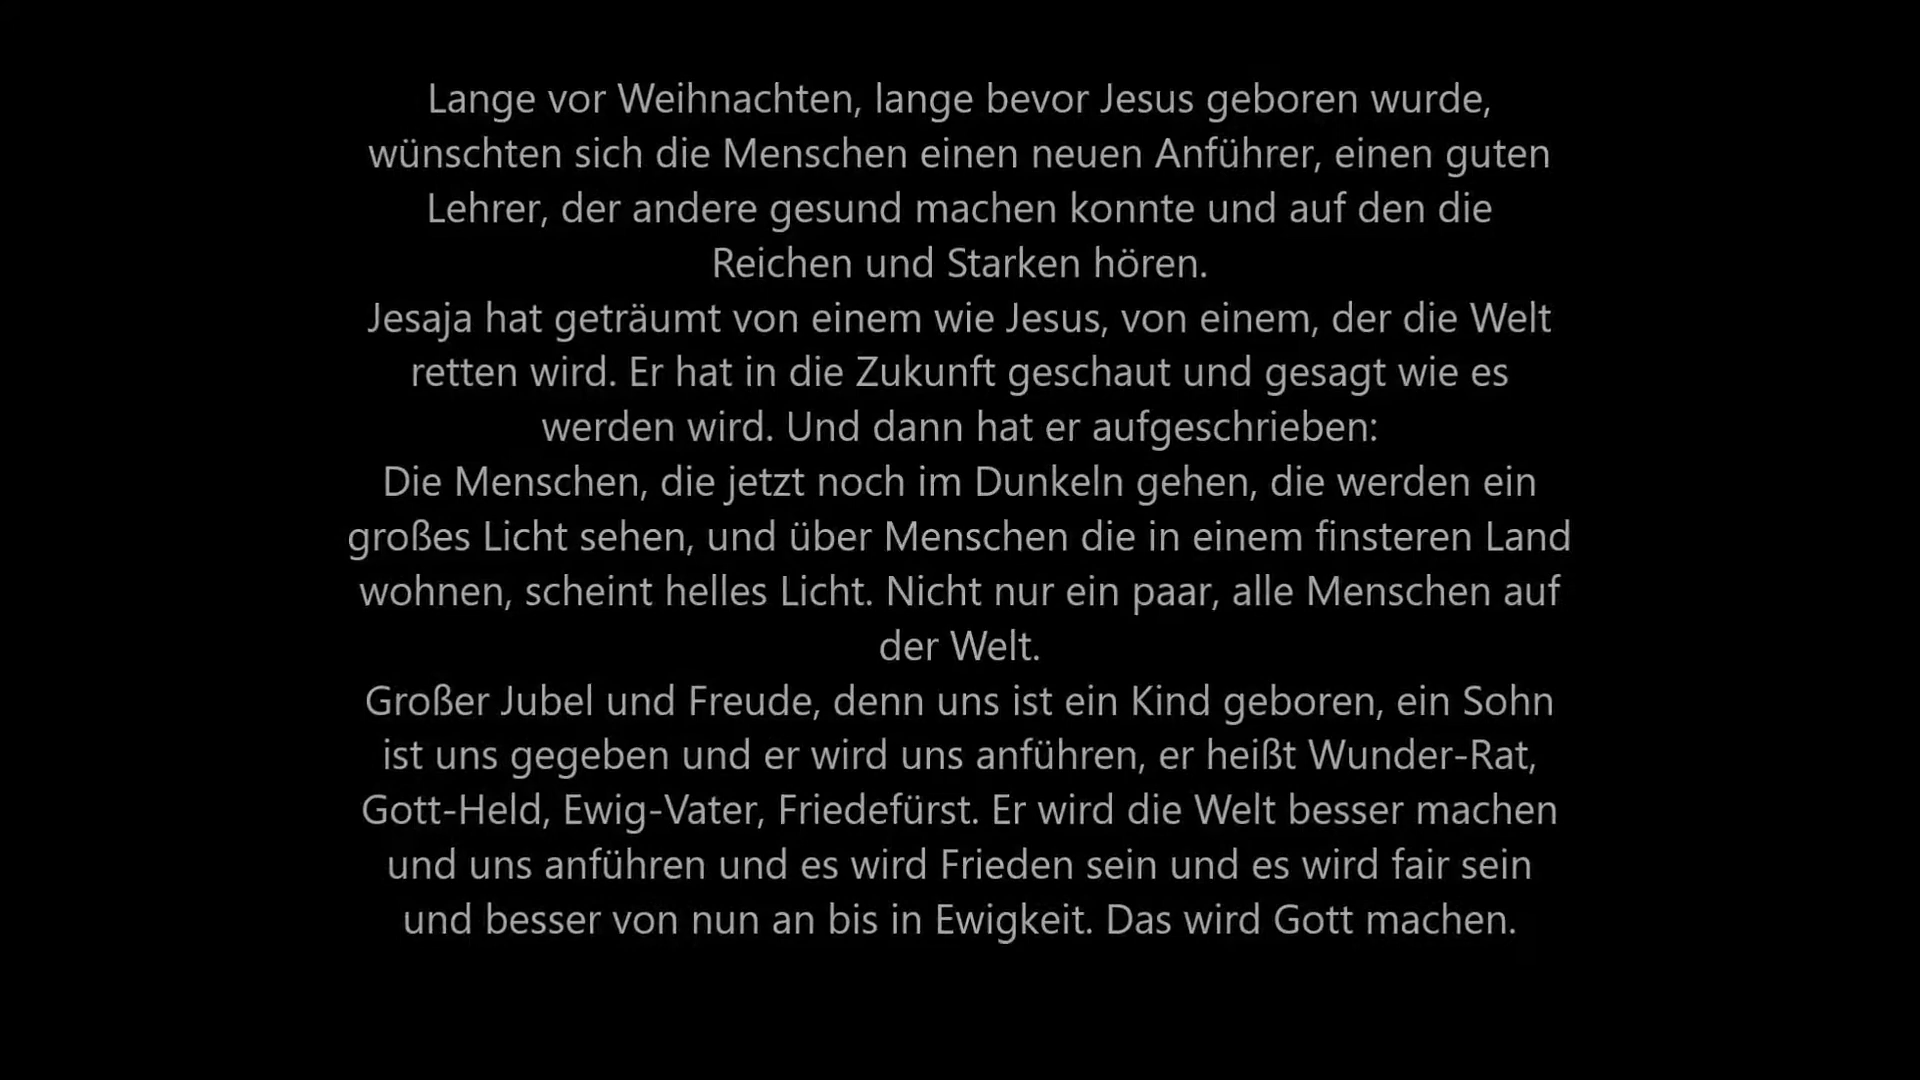 Lange vor Weihnachten, lange bevor Jesus geboren wurde,
wünschten sich die Menschen einen neuen Anführer, einen guten
Lehrer, der andere gesund machen konnte und auf den die
Reichen und Starken hören.
Jesaja hat geträumt von einem wie Jesus, von einem, der die Welt
retten wird. Er hat in die Zukunft geschaut und gesagt wie es
werden wird. Und dann hat er aufgeschrieben:
Die Menschen, die jetzt noch im Dunkeln gehen, die werden ein
großes Licht sehen, und über Menschen die in einem finsteren Land
wohnen, scheint helles Licht. Nicht nur ein paar, alle Menschen auf
der Welt.
Großer Jubel und Freude, denn uns ist ein Kind geboren, ein Sohn
ist uns gegeben und er wird uns anführen, er heißt Wunder-Rat,
Gott-Held, Ewig-Vater, Friedefürst. Er wird die Welt besser machen
und uns anführen und es wird Frieden sein und es wird fair sein
und besser von nun an bis in Ewigkeit. Das wird Gott machen.